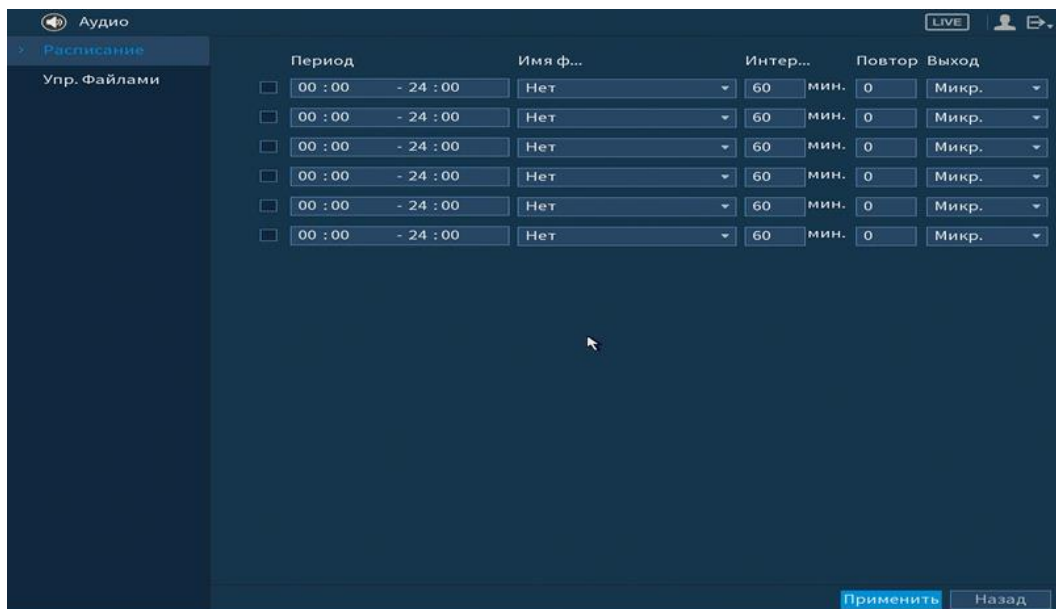 Аудио LIVE
Расписание
Упр. Файлами
Период Имя ф... Интер... Повтор Выход
00 : 00 - 24 : 00 Нет 60 мин. 0 Микр.
00 : 00 - 24 : 00 Нет 60 мин. 0 Микр.
00 : 00 - 24 : 00 Нет 60 мин. 0 Микр.
00 : 00 - 24 : 00 Нет 60 мин. 0 Микр.
00 : 00 - 24 : 00 Нет 60 мин. 0 Микр.
00 : 00 - 24 : 00 Нет 60 мин. 0 Микр.
Применить Назад